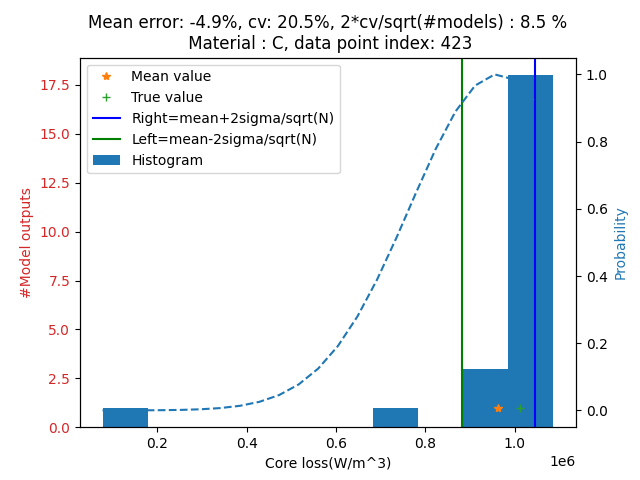 Mean error: -4.9%, cv: 20.5%, 2*cv/sqrt(#models) : 8.5 %
Material : C, data point index: 423
Mean value
True value
Right=mean+2sigma/sqrt(N)
Left=mean-2sigma/sqrt(N)
Histogram
#Model outputs
17.5
15.0
12.5
10.0
7.5
5.0
2.5
0.0
1.0
0.8
0.6
0.4
0.2
0.0
Probability
0.2 0.4 0.6 0.8 1.0
1e6
Core loss(W/m^3)